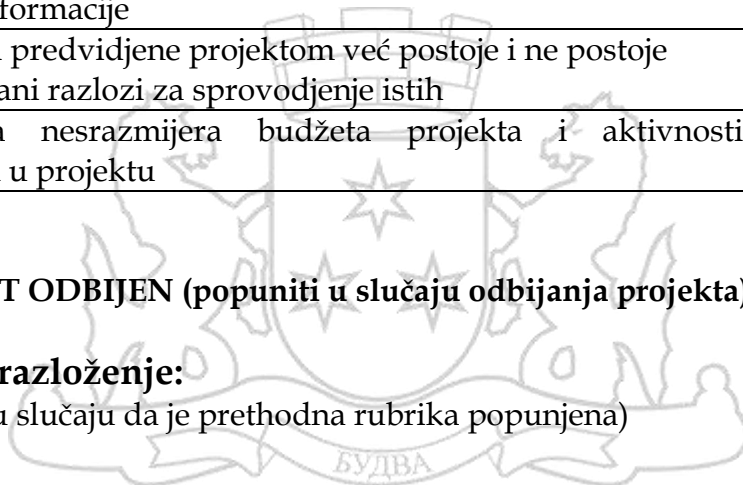 formacije
predvidjene projektom već postoje i ne postoje
ani razlozi za sprovodjenje istih
nesrazmijera budžeta projekta i aktivnosti
u projektu
T ODBIJEN (popuniti u slučaju odbijanja projekta)
razloženje:
u slučaju da je prethodna rubrika popunjena)
БУДВА